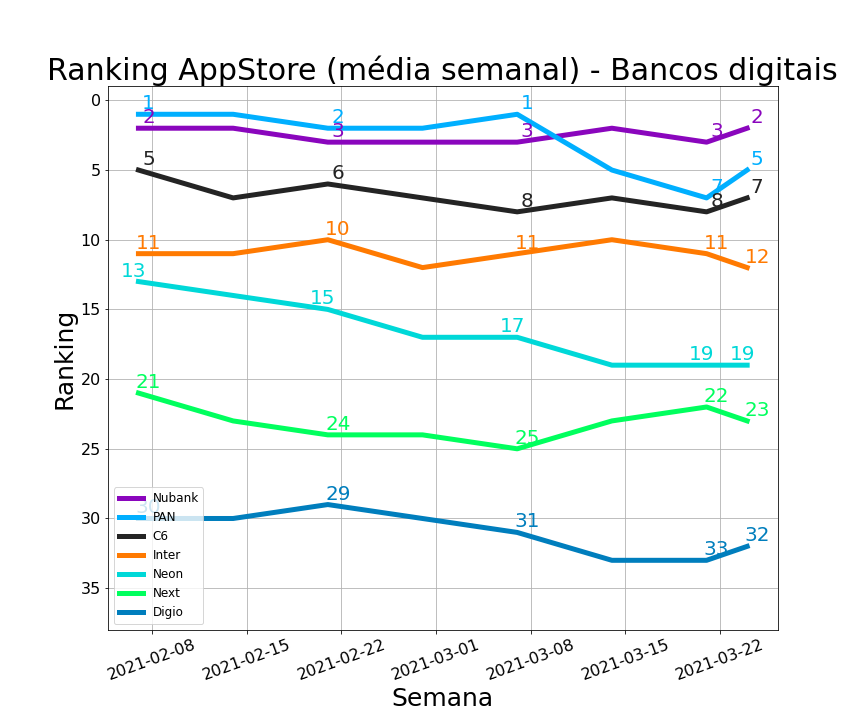 Ranking AppStore (média semanal) - Bancos digitais
Ranking
0
5
10
15
20
25
30
35
1 2 1 7 5
2 3 3 3 2
5 6 8 8 7
11 10 11 11 12
13 15 17 19 19
21 24 25 22 23
30 29 31 33 32
Nubank
PAN
C6
Inter
Neon
Next
Digio
2021-02-08 2021-02-15 2021-02-22 2021-03-01 2021-03-08 2021-03-15 2021-03-22
Semana